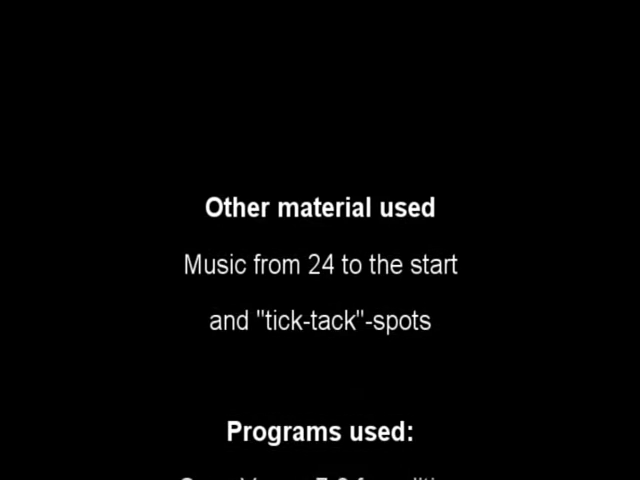 Other material used
Music from 24 to the start
and "tick-tack"-spots
Programs used: